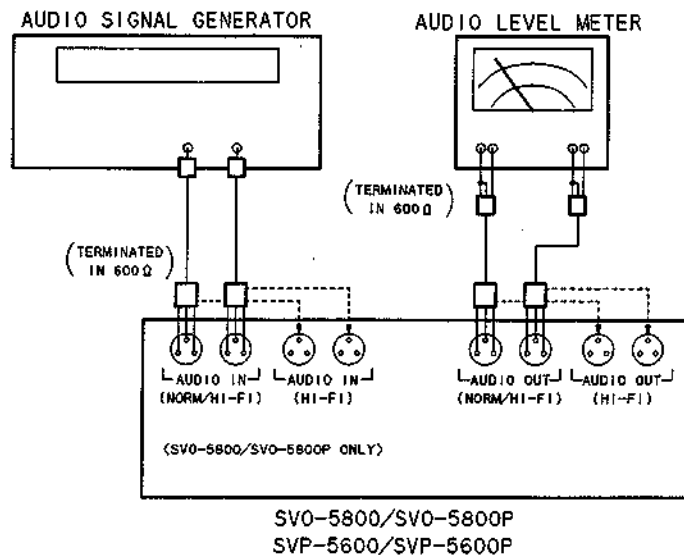 AUDIO SIGNAL GENERATOR
AUDIO LEVEL METER
(TERMINATED
IN 600Ω)
(TERMINATED
IN 600Ω)
AUDIO IN
(NORM/HI-FI)
AUDIO IN
(HI-FI)
AUDIO OUT
(NORM/HI-FI)
AUDIO OUT
(HI-FI)
(SVO-5800/SVO-5800P ONLY)
SVO-5800/SVO-5800P
SVP-5600/SVP-5600P